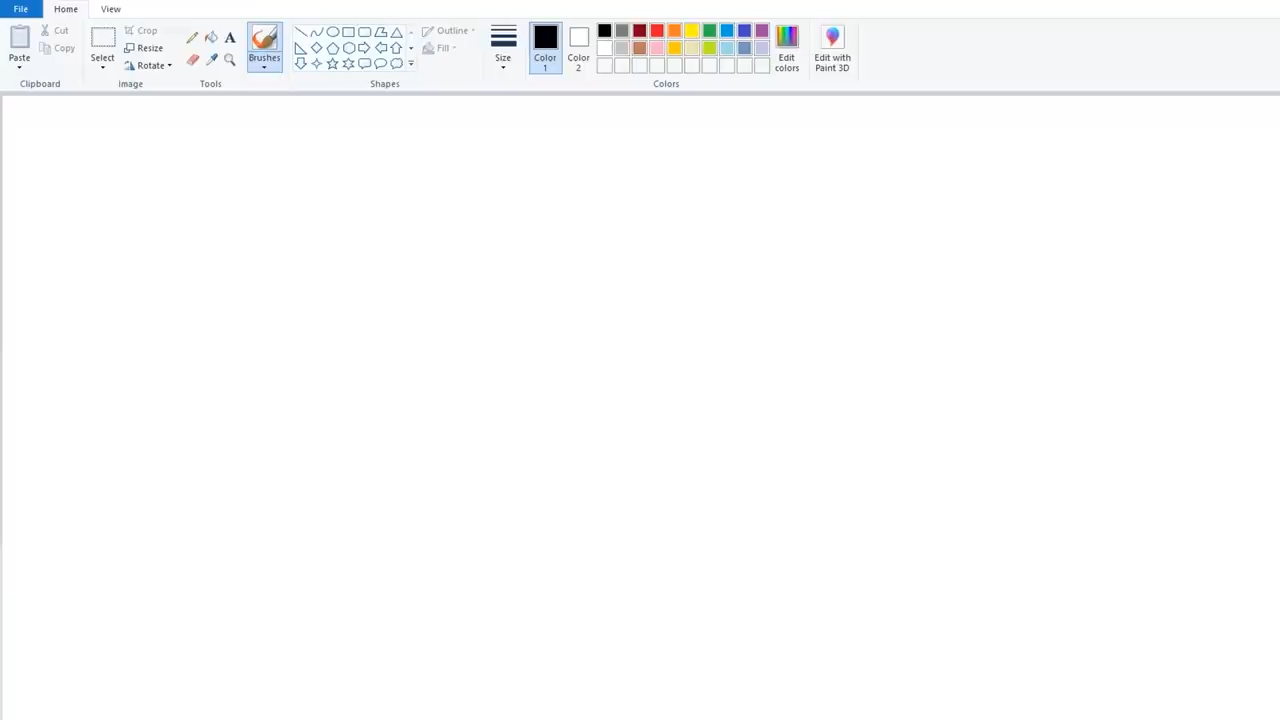 File Home View
Paste Cut Copy Select Crop Resize Rotate A Brushes Outline Fill Size Color 1 Color 2 Edit colors Edit with Paint 3D
Clipboard Image Tools Shapes Colors